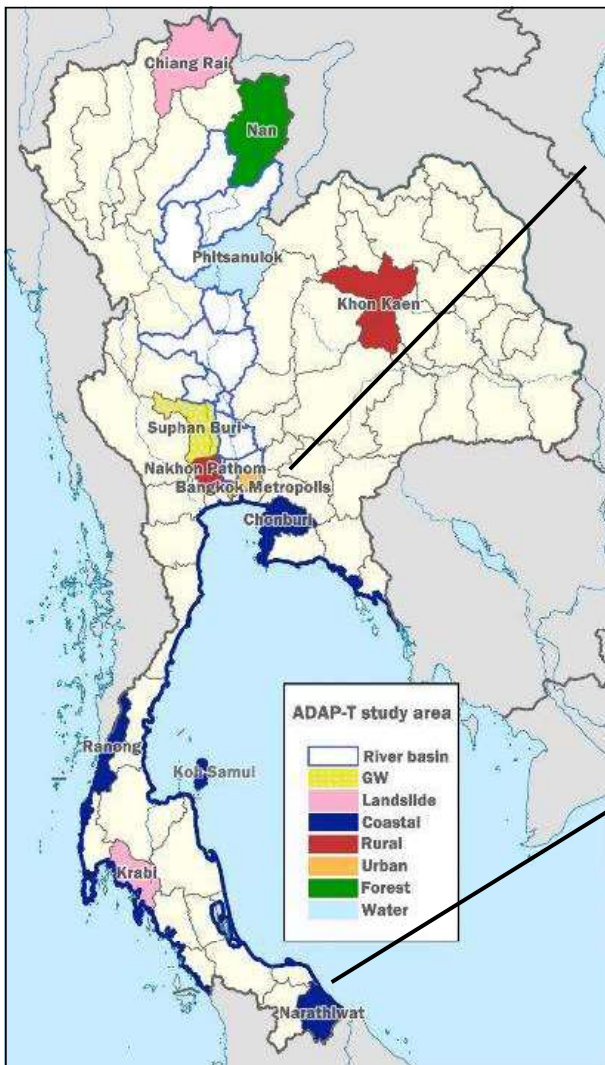 Chiang Rai
Nan
Phitsanulok
Khon Kaen
Suphan Buri
Nakhon Pathom
Bangkok Metropolls
Chonburi
ADAP-T study area
River basin
GW
Landslide
Coastal
Rural
Urban
Forest
Water
Ranong
Koh Samui
Krabi
Narathiwat